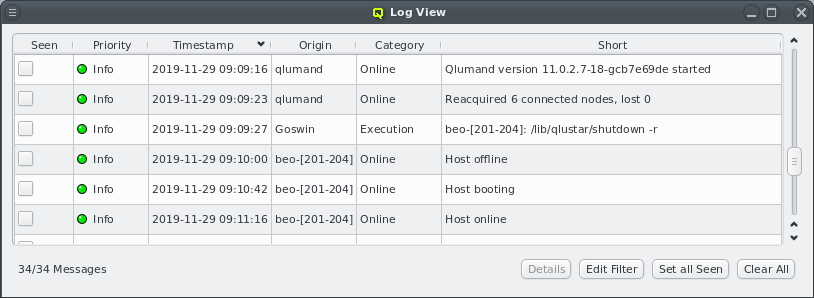 Log View
Seen Priority Timestamp Origin Category Short
Info 2019-11-29 09:09:16 qlumand Online Qlumand version 11.0.2.7-18-gcb7e69de started
Info 2019-11-29 09:09:23 qlumand Online Reacquired 6 connected nodes, lost 0
Info 2019-11-29 09:09:27 Goswin Execution beo-[201-204]: /lib/qlustar/shutdown -r
Info 2019-11-29 09:10:00 beo-[201-204] Online Host offline
Info 2019-11-29 09:10:42 beo-[201-204] Online Host booting
Info 2019-11-29 09:11:16 beo-[201-204] Online Host online
34/34 Messages Details Edit Filter Set all Seen Clear All